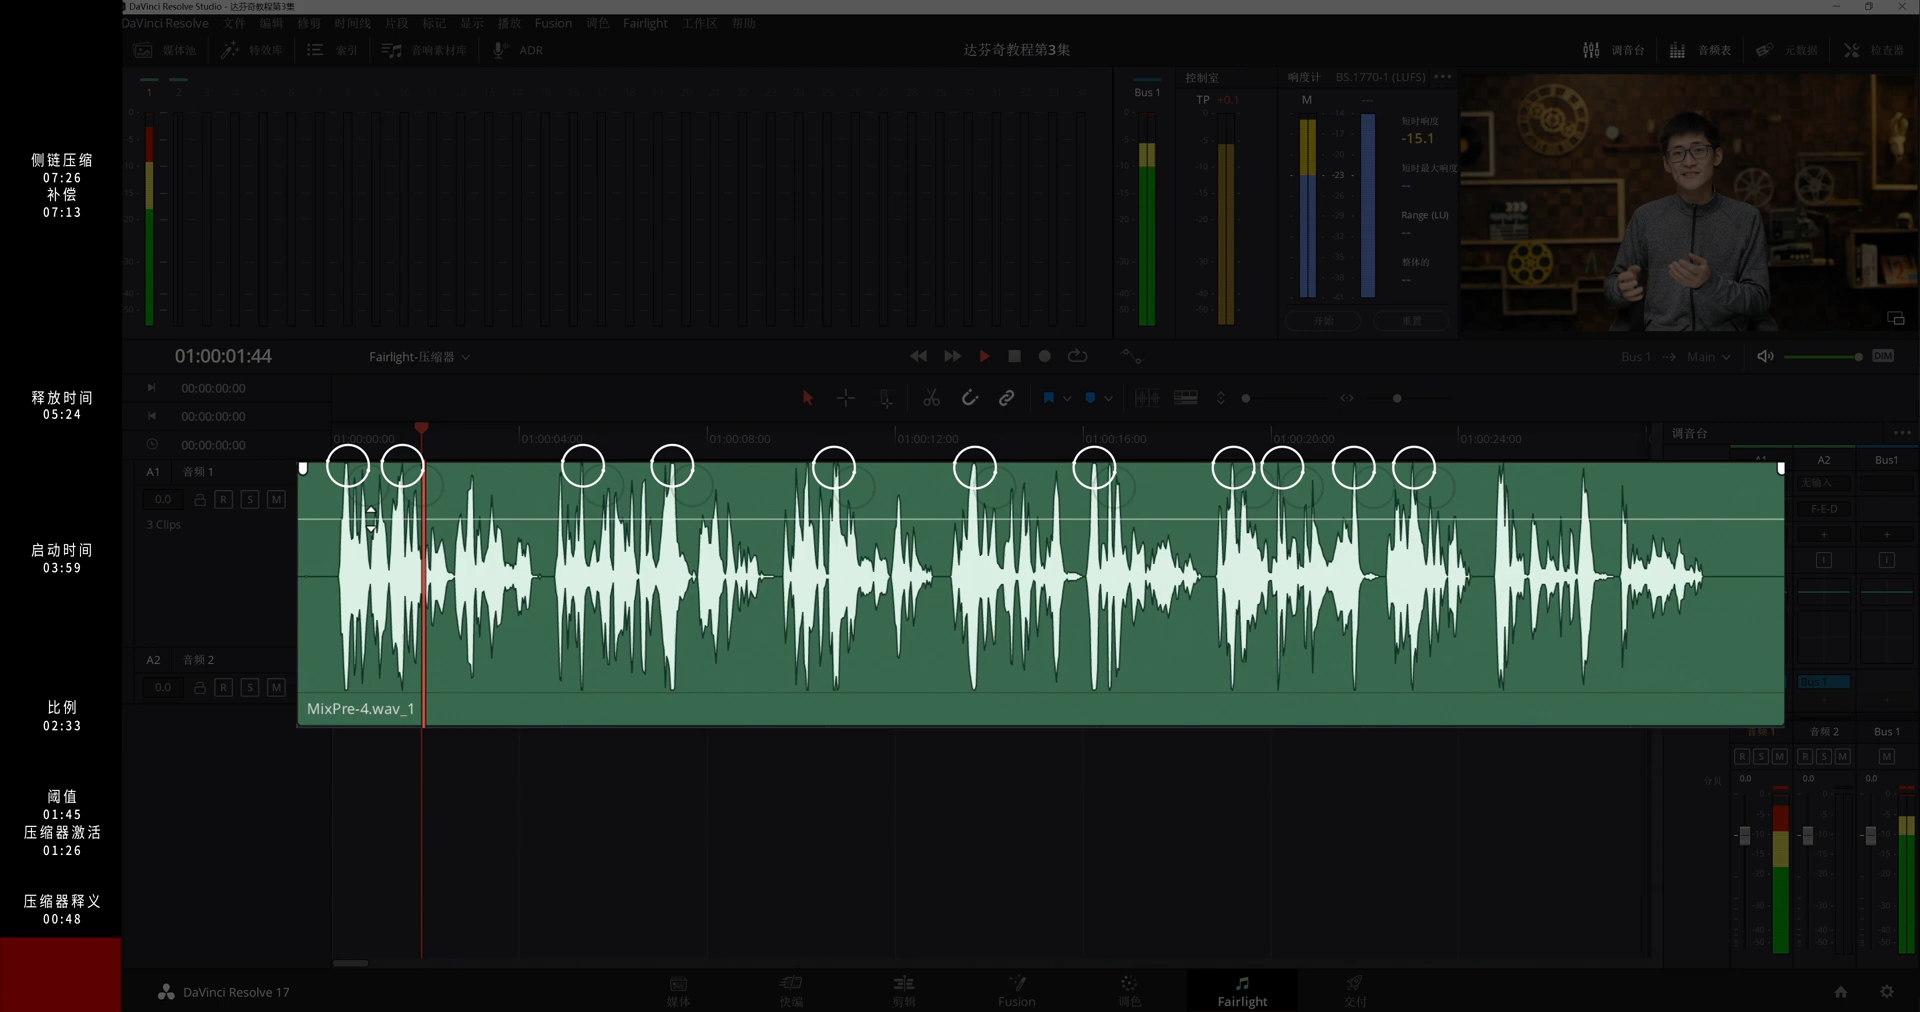 DaVinci Resolve Studio - 达芬奇教程第3集
DaVinci Resolve 文件 编辑 修剪 时间线 片段 标记 显示 播放 Fusion 调色 Fairlight 工作区 帮助
媒体池 特效库 索引 音响素材库 ADR
达芬奇教程第3集
调音台 音频表 元数据 检查器
1 2
Bus 1
控制室
TP +0.1
响度计 BS.1770-1 (LUFS)
M
短时响度
-15.1
短时最大响度
--
Range (LU)
--
整体的
--
开始 重置
侧链压缩
07:26
补偿
07:13
释放时间
05:24
启动时间
03:59
比例
02:33
阈值
01:45
压缩器激活
01:26
压缩器释义
00:48
01:00:01:44
Fairlight-压缩器
Bus 1 → Main
DIM
00:00:00:00
00:00:00:00
00:00:00:00
01:00:00:00 01:00:04:00 01:00:08:00 01:00:12:00 01:00:16:00 01:00:20:00 01:00:24:00
A1 音频 1
0.0 R S M
3 Clips
A2 音频 2
0.0 R S M
MixPre-4.wav_1
调音台
A1 A2 Bus1
无输入
F-E-D
Bus 1
音频 1 音频 2 Bus 1
R S M R S M M
分贝 0.0 0.0 0.0
DaVinci Resolve 17
媒体 快编 剪辑 Fusion 调色 Fairlight 交付